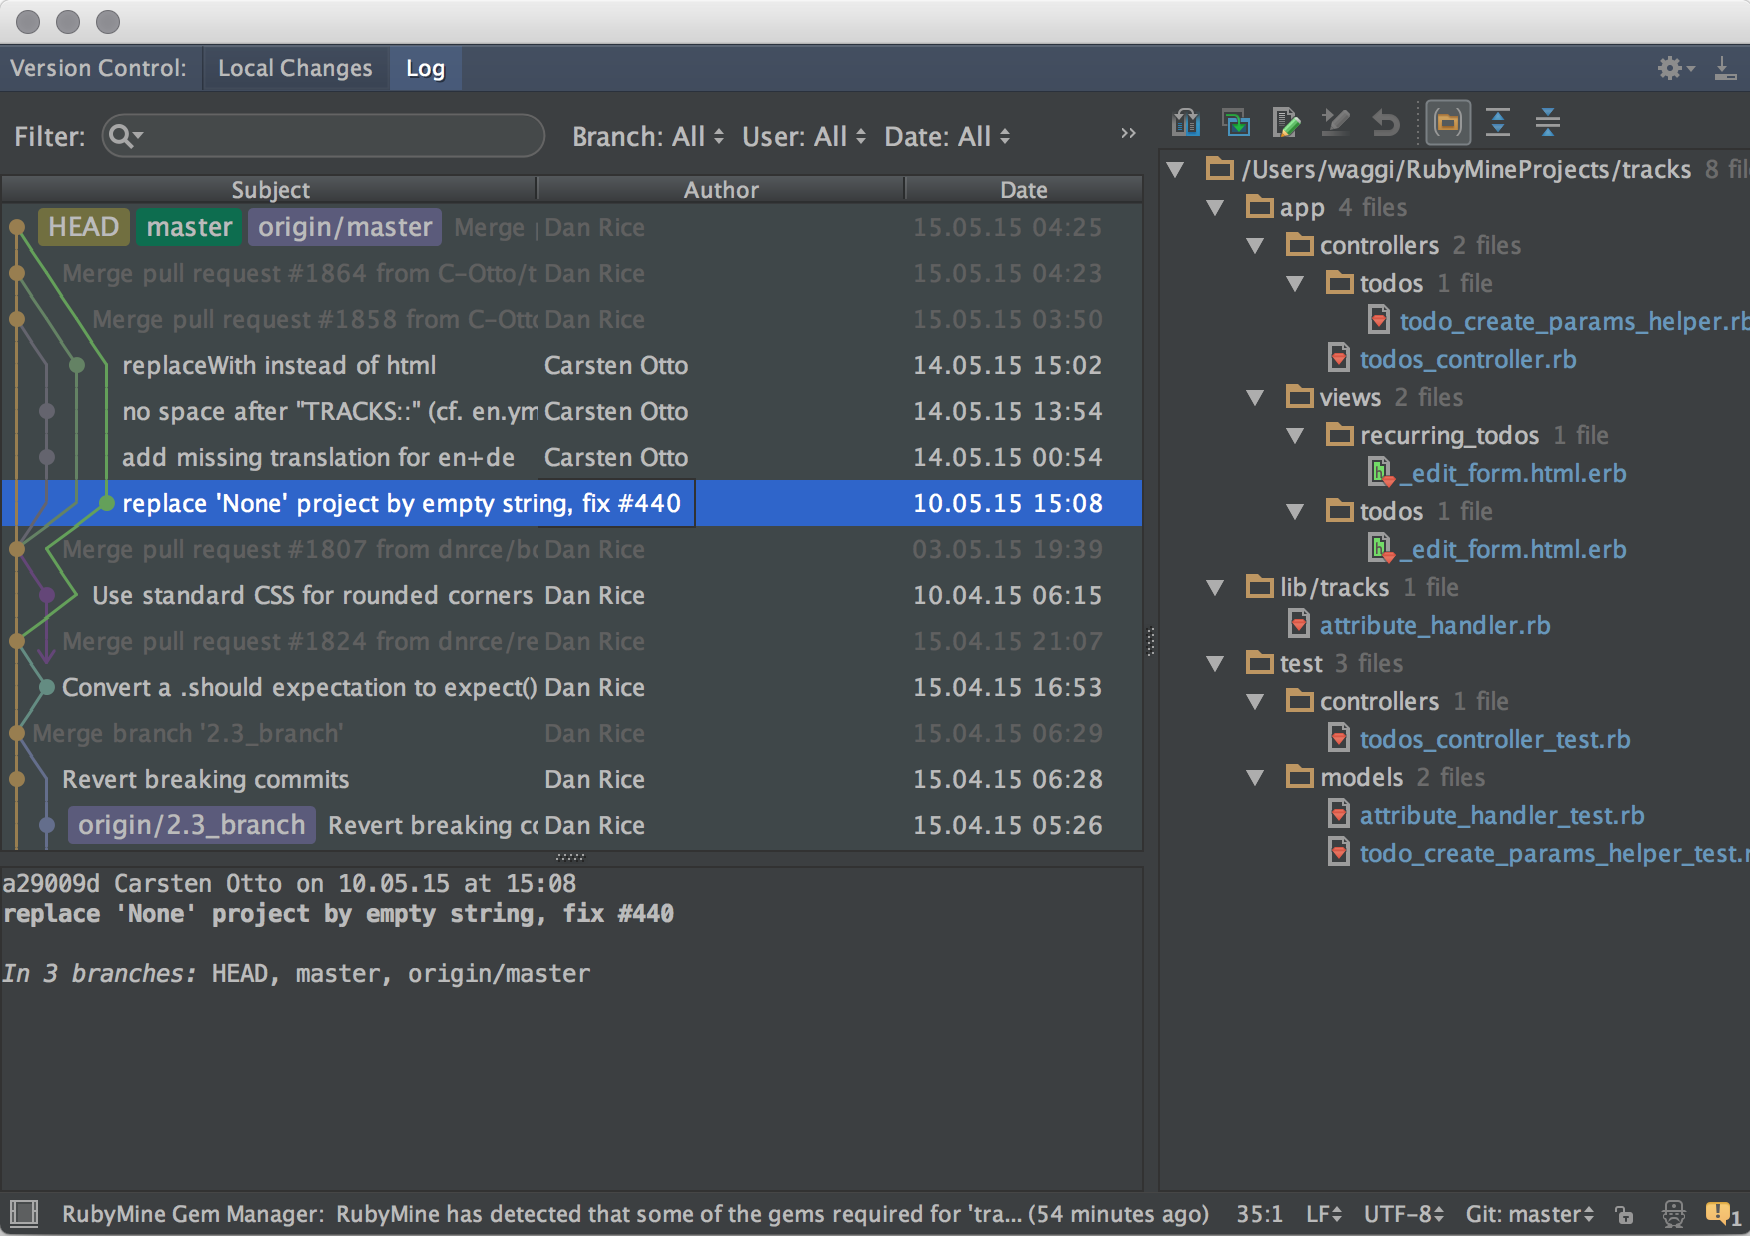 Version Control: Local Changes Log
Filter: Branch: All User: All Date: All »
Subject Author Date
HEAD master origin/master Merge Dan Rice 15.05.15 04:25
Merge pull request #1864 from C-Otto/t Dan Rice 15.05.15 04:23
Merge pull request #1858 from C-Otto Dan Rice 15.05.15 03:50
replaceWith instead of html Carsten Otto 14.05.15 15:02
no space after "TRACKS::" (cf. en.ym Carsten Otto 14.05.15 13:54
add missing translation for en+de Carsten Otto 14.05.15 00:54
replace 'None' project by empty string, fix #440 10.05.15 15:08
Merge pull request #1807 from dnrce/bo Dan Rice 03.05.15 19:39
Use standard CSS for rounded corners Dan Rice 10.04.15 06:15
Merge pull request #1824 from dnrce/re Dan Rice 15.04.15 21:07
Convert a .should expectation to expect() Dan Rice 15.04.15 16:53
Merge branch '2.3_branch' Dan Rice 15.04.15 06:29
Revert breaking commits Dan Rice 15.04.15 06:28
origin/2.3_branch Revert breaking co Dan Rice 15.04.15 05:26
a29009d Carsten Otto on 10.05.15 at 15:08
replace 'None' project by empty string, fix #440
In 3 branches: HEAD, master, origin/master
/Users/waggi/RubyMineProjects/tracks 8 fil
app 4 files
controllers 2 files
todos 1 file
todo_create_params_helper.rb
todos_controller.rb
views 2 files
recurring_todos 1 file
_edit_form.html.erb
todos 1 file
_edit_form.html.erb
lib/tracks 1 file
attribute_handler.rb
test 3 files
controllers 1 file
todos_controller_test.rb
models 2 files
attribute_handler_test.rb
todo_create_params_helper_test.r
RubyMine Gem Manager: RubyMine has detected that some of the gems required for 'tra... (54 minutes ago) 35:1 LF UTF-8 Git: master 1